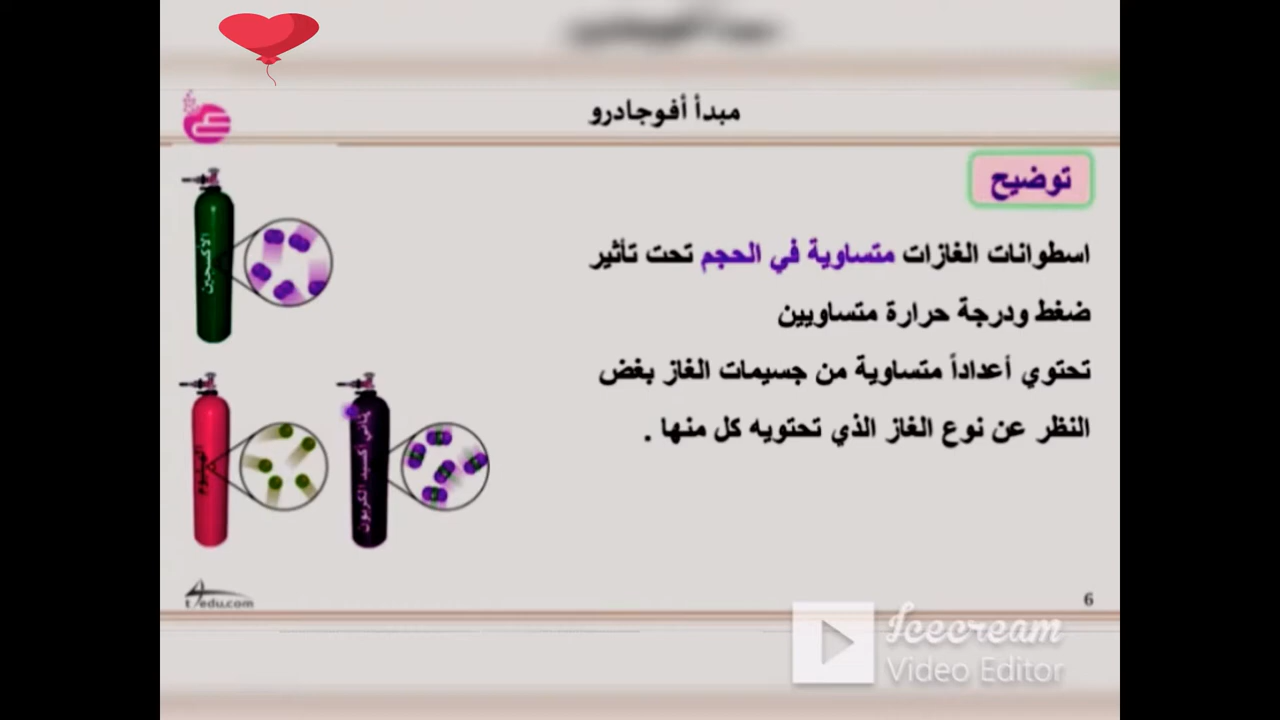 مبدأ أفوجادرو
توضيح
اسطوانات الغازات متساوية في الحجم تحت تأثير
ضغط ودرجة حرارة متساويين
تحتوي أعداداً متساوية من جسيمات الغاز بغض
النظر عن نوع الغاز الذي تحتويه كل منها .
الأكسجين
الهيليوم
ثاني أكسيد الكربون
t4edu.com
6
Icecream
Video Editor